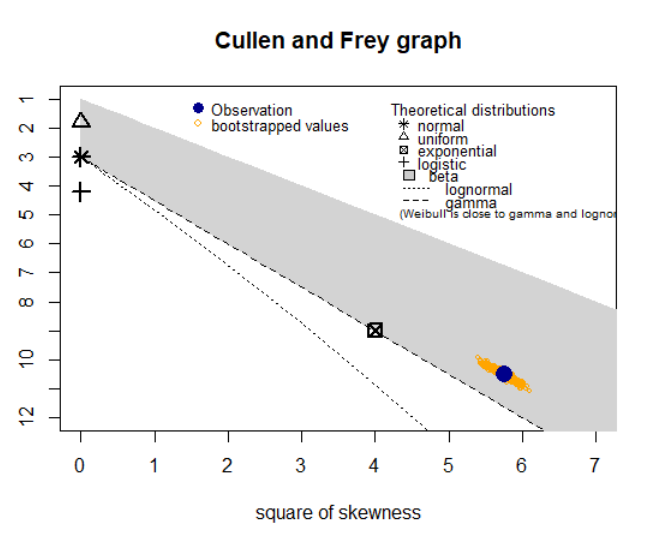 Cullen and Frey graph
Observation
bootstrapped values
Theoretical distributions
normal
uniform
exponential
logistic
beta
lognormal
gamma
(Weibull is close to gamma and lognor
1
2
3
4
5
6
7
8
10
12
0 1 2 3 4 5 6 7
square of skewness